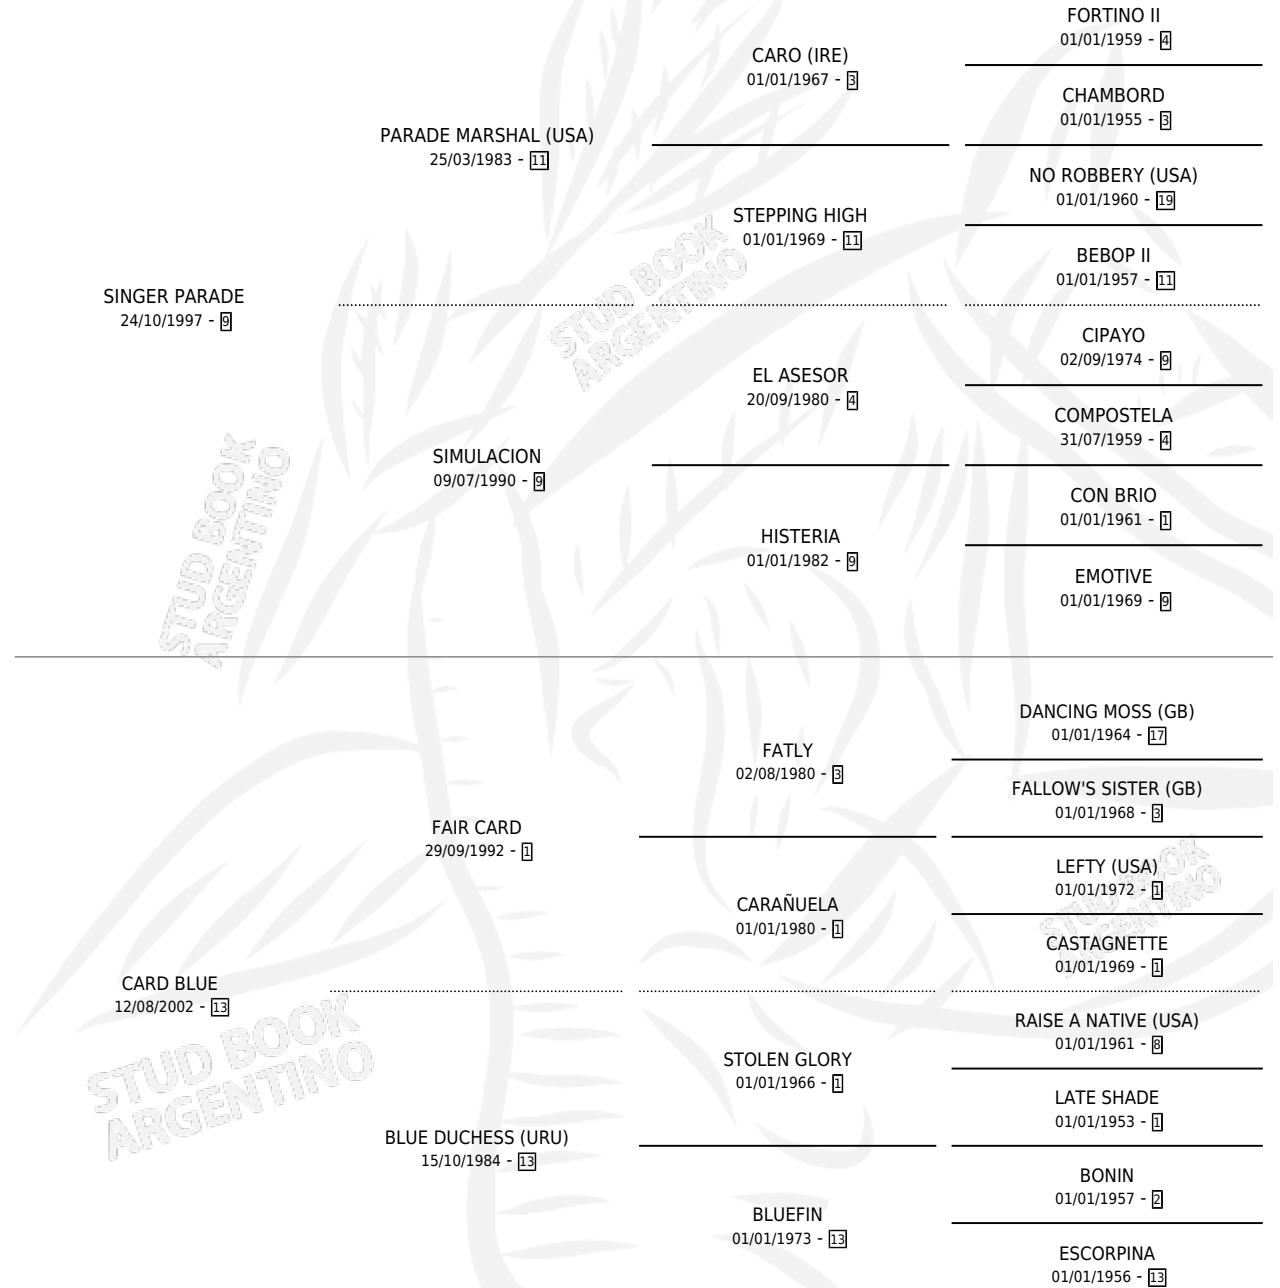 FORTINO II
01/01/1959 - 4
CARO (IRE)
01/01/1967 - 3
CHAMBORD
01/01/1955 - 3
PARADE MARSHAL (USA)
25/03/1983 - 11
NO ROBBERY (USA)
01/01/1960 - 19
STEPPING HIGH
01/01/1969 - 11
BEBOP II
01/01/1957 - 11
SINGER PARADE
24/10/1997 - 9
CIPAYO
02/09/1974 - 9
EL ASESOR
20/09/1980 - 4
COMPOSTELA
31/07/1959 - 4
SIMULACION
09/07/1990 - 9
CON BRIO
01/01/1961 - 1
HISTERIA
01/01/1982 - 9
EMOTIVE
01/01/1969 - 9
STUD BOOK
ARGENTINO
STUD BOOK
ARGENTINO
DANCING MOSS (GB)
01/01/1964 - 17
FATLY
02/08/1980 - 3
FALLOW'S SISTER (GB)
01/01/1968 - 3
FAIR CARD
29/09/1992 - 1
LEFTY (USA)
01/01/1972 - 1
CARAÑUELA
01/01/1980 - 1
CASTAGNETTE
01/01/1969 - 1
CARD BLUE
12/08/2002 - 13
RAISE A NATIVE (USA)
01/01/1961 - 8
STOLEN GLORY
01/01/1966 - 1
LATE SHADE
01/01/1953 - 1
BLUE DUCHESS (URU)
15/10/1984 - 13
BONIN
01/01/1957 - 2
BLUEFIN
01/01/1973 - 13
ESCORPINA
01/01/1956 - 13
STUD BOOK
ARGENTINO
STUD BOOK
ARGENTINO